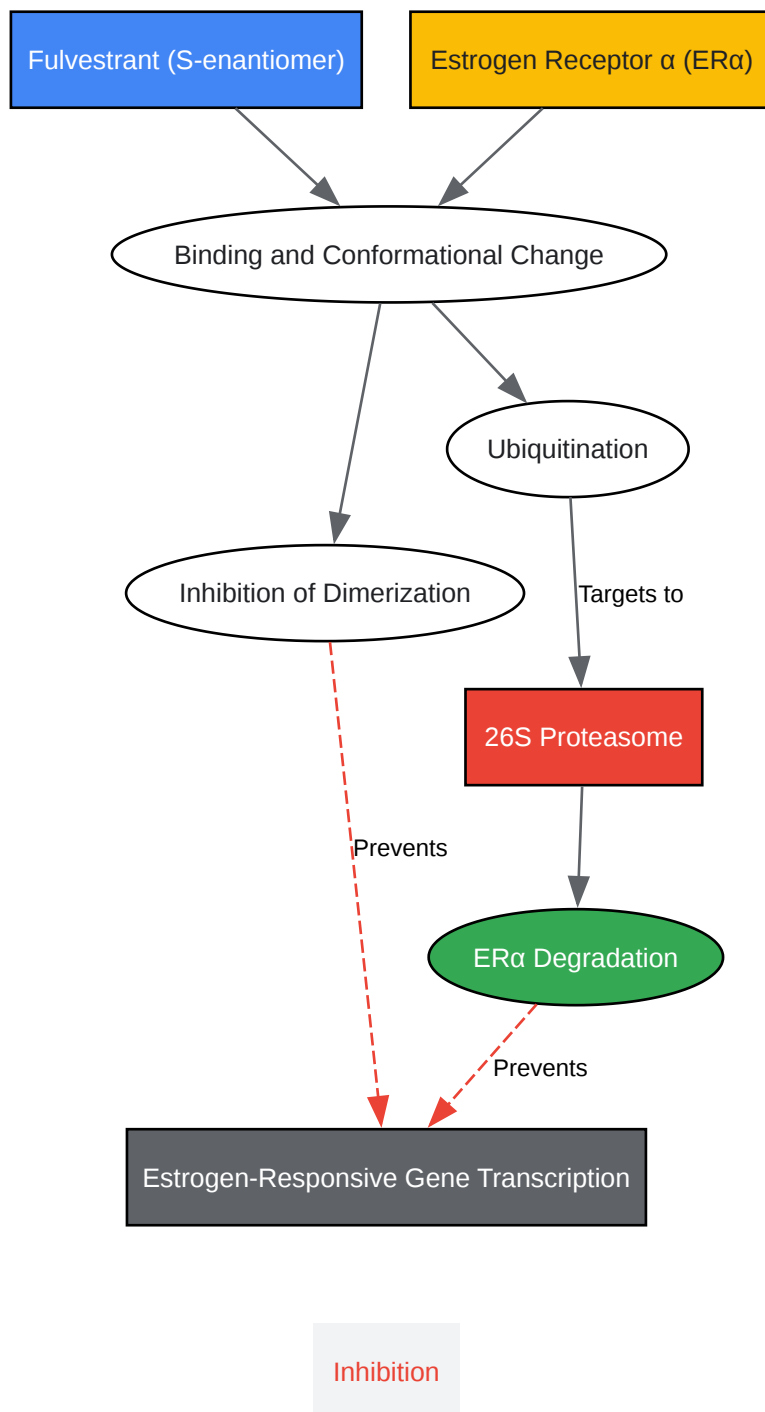 Fulvestrant (S-enantiomer)
Estrogen Receptor α (ERα)
Binding and Conformational Change
Ubiquitination
Inhibition of Dimerization
Targets to
26S Proteasome
Prevents
ERα Degradation
Prevents
Estrogen-Responsive Gene Transcription
Inhibition